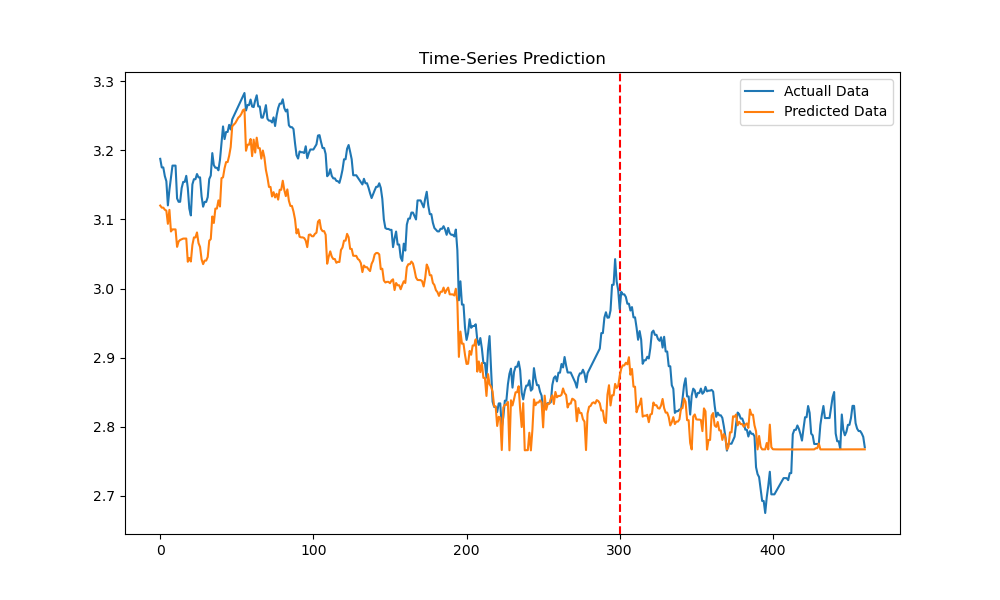 Time-Series Prediction
Actuall Data
Predicted Data
3.3
3.2
3.1
3.0
2.9
2.8
2.7
0 100 200 300 400